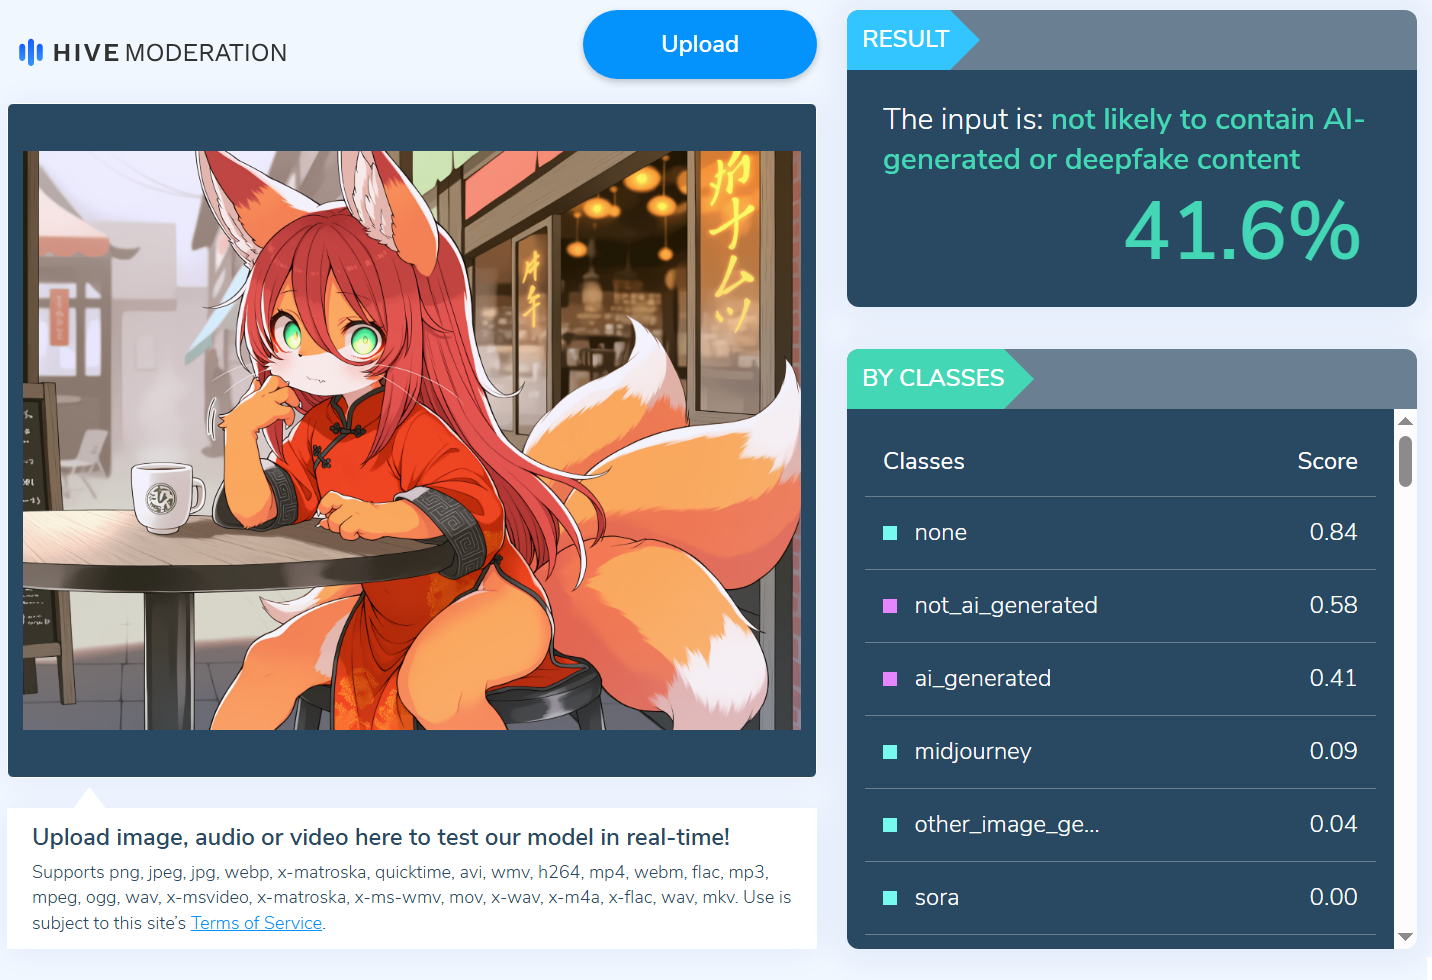 HIVE MODERATION
Upload
RESULT
The input is: not likely to contain AI-
generated or deepfake content
41.6%
BY CLASSES
Classes Score
none 0.84
not_ai_generated 0.58
ai_generated 0.41
midjourney 0.09
other_image_ge... 0.04
sora 0.00
Upload image, audio or video here to test our model in real-time!
Supports png, jpeg, jpg, webp, x-matroska, quicktime, avi, wmv, h264, mp4, webm, flac, mp3,
mpeg, ogg, wav, x-msvideo, x-matroska, x-ms-wmv, mov, x-wav, x-m4a, x-flac, wav, mkv. Use is
subject to this site's Terms of Service.